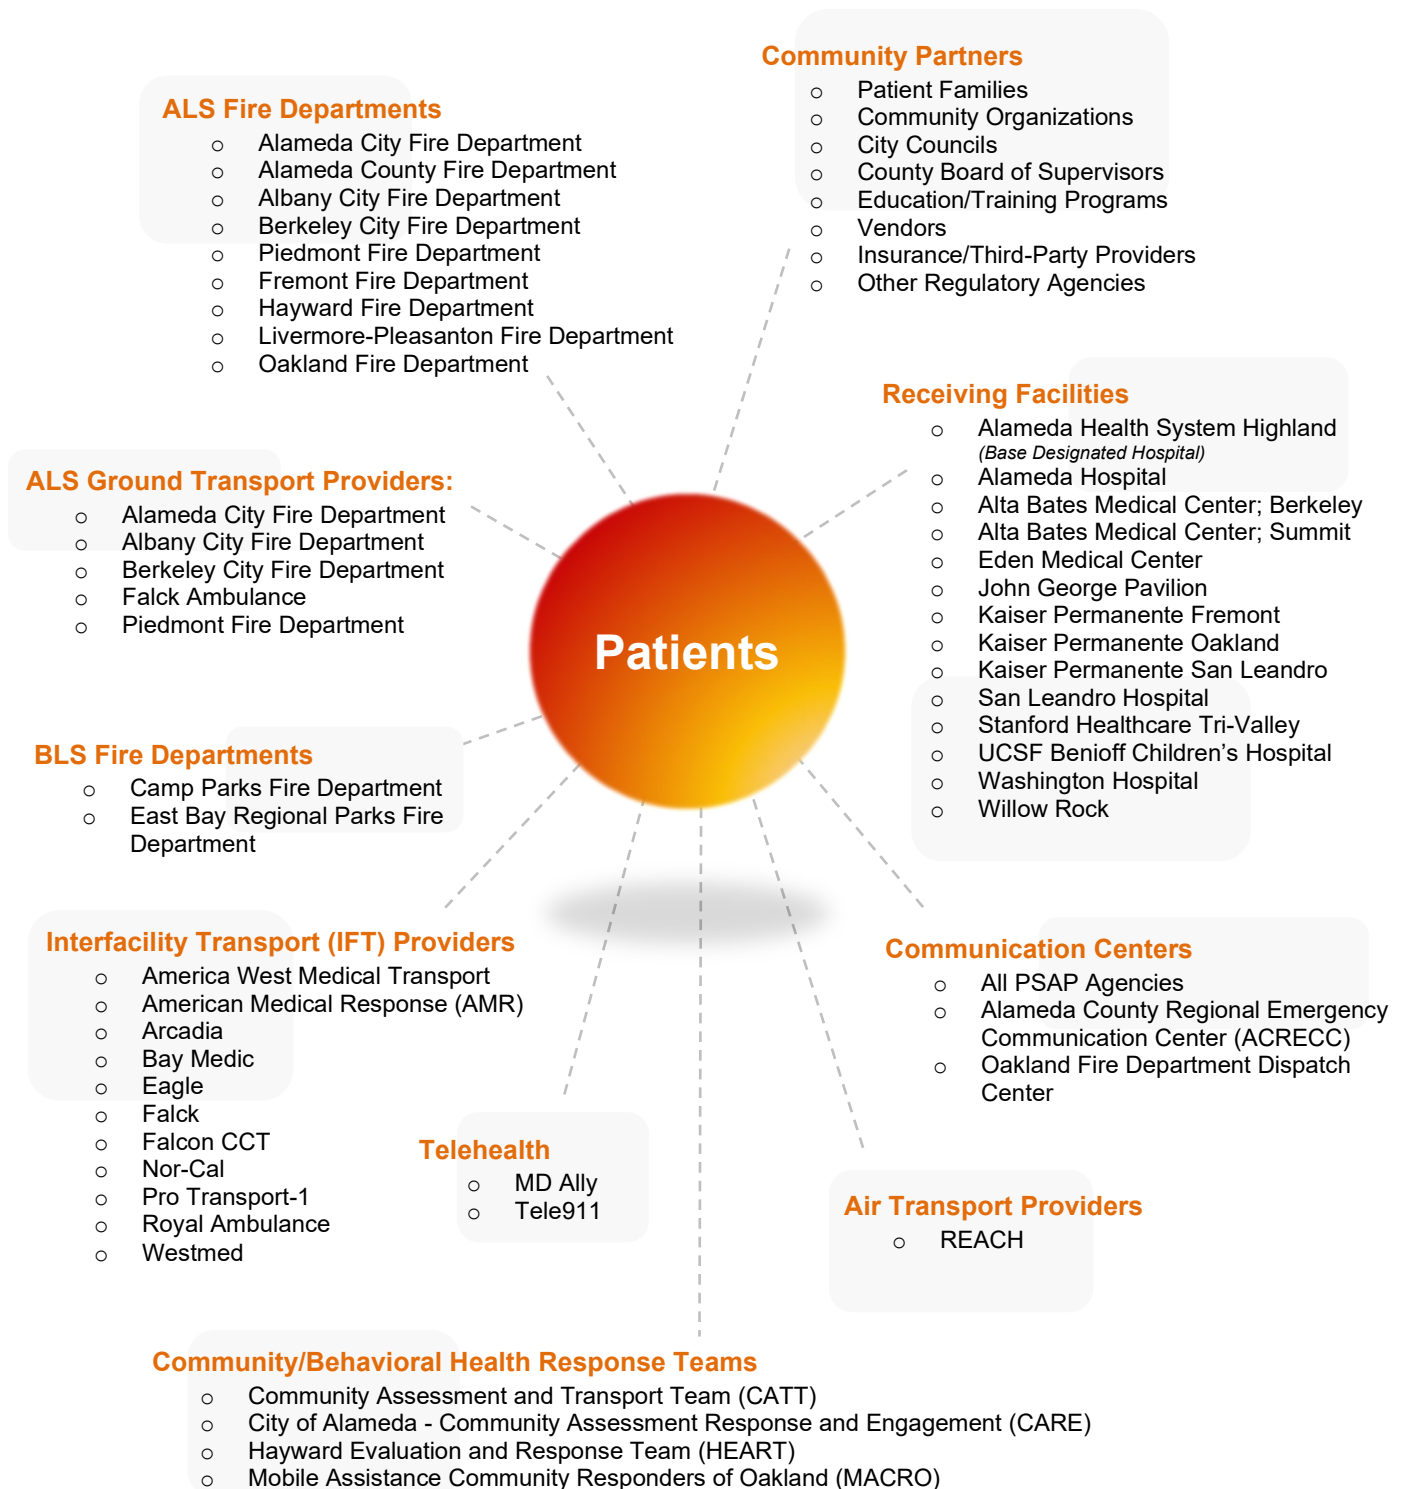 Community Partners
o Patient Families
o Community Organizations
o City Councils
o County Board of Supervisors
o Education/Training Programs
o Vendors
o Insurance/Third-Party Providers
o Other Regulatory Agencies
ALS Fire Departments
o Alameda City Fire Department
o Alameda County Fire Department
o Albany City Fire Department
o Berkeley City Fire Department
o Piedmont Fire Department
o Fremont Fire Department
o Hayward Fire Department
o Livermore-Pleasanton Fire Department
o Oakland Fire Department
Receiving Facilities
o Alameda Health System Highland
(Base Designated Hospital)
o Alameda Hospital
o Alta Bates Medical Center; Berkeley
o Alta Bates Medical Center; Summit
o Eden Medical Center
o John George Pavilion
o Kaiser Permanente Fremont
o Kaiser Permanente Oakland
o Kaiser Permanente San Leandro
o San Leandro Hospital
o Stanford Healthcare Tri-Valley
o UCSF Benioff Children’s Hospital
o Washington Hospital
o Willow Rock
ALS Ground Transport Providers:
o Alameda City Fire Department
o Albany City Fire Department
o Berkeley City Fire Department
o Falck Ambulance
o Piedmont Fire Department
Patients
BLS Fire Departments
o Camp Parks Fire Department
o East Bay Regional Parks Fire
Department
Interfacility Transport (IFT) Providers
o America West Medical Transport
o American Medical Response (AMR)
o Arcadia
o Bay Medic
o Eagle
o Falck
o Falcon CCT
o Nor-Cal
o Pro Transport-1
o Royal Ambulance
o Westmed
Communication Centers
o All PSAP Agencies
o Alameda County Regional Emergency
Communication Center (ACRECC)
o Oakland Fire Department Dispatch
Center
Telehealth
o MD Ally
o Tele911
Air Transport Providers
o REACH
Community/Behavioral Health Response Teams
o Community Assessment and Transport Team (CATT)
o City of Alameda - Community Assessment Response and Engagement (CARE)
o Hayward Evaluation and Response Team (HEART)
o Mobile Assistance Community Responders of Oakland (MACRO)